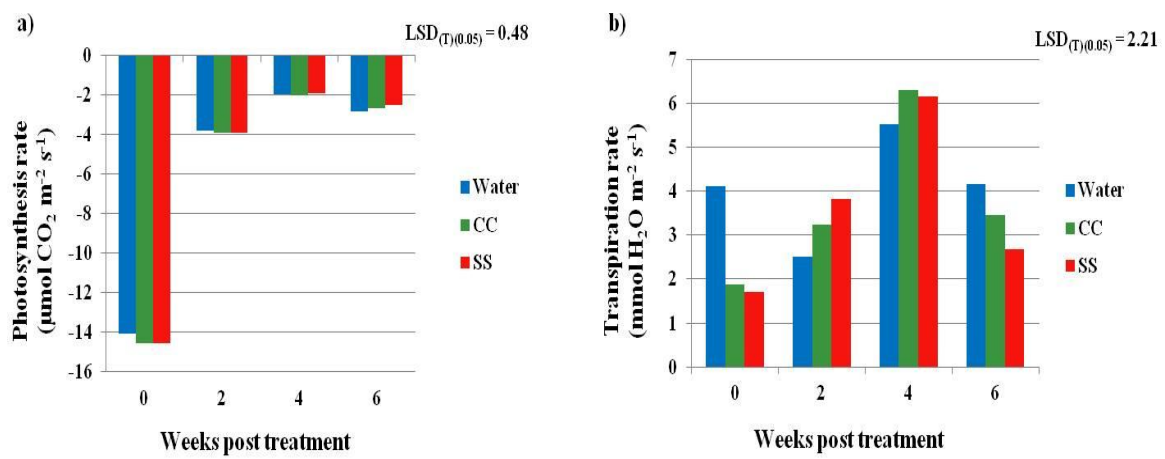 a)
LSD(T)(0.05) = 0.48
0
-2
-4
-6
-8
-10
-12
-14
-16
Photosynthesis rate
(µmol CO₂ m⁻² s⁻¹)
0 2 4 6
Weeks post treatment
Water
CC
SS
b)
LSD(T)(0.05) = 2.21
7
6
5
4
3
2
1
0
Transpiration rate
(mmol H₂O m⁻² s⁻¹)
0 2 4 6
Weeks post treatment
Water
CC
SS